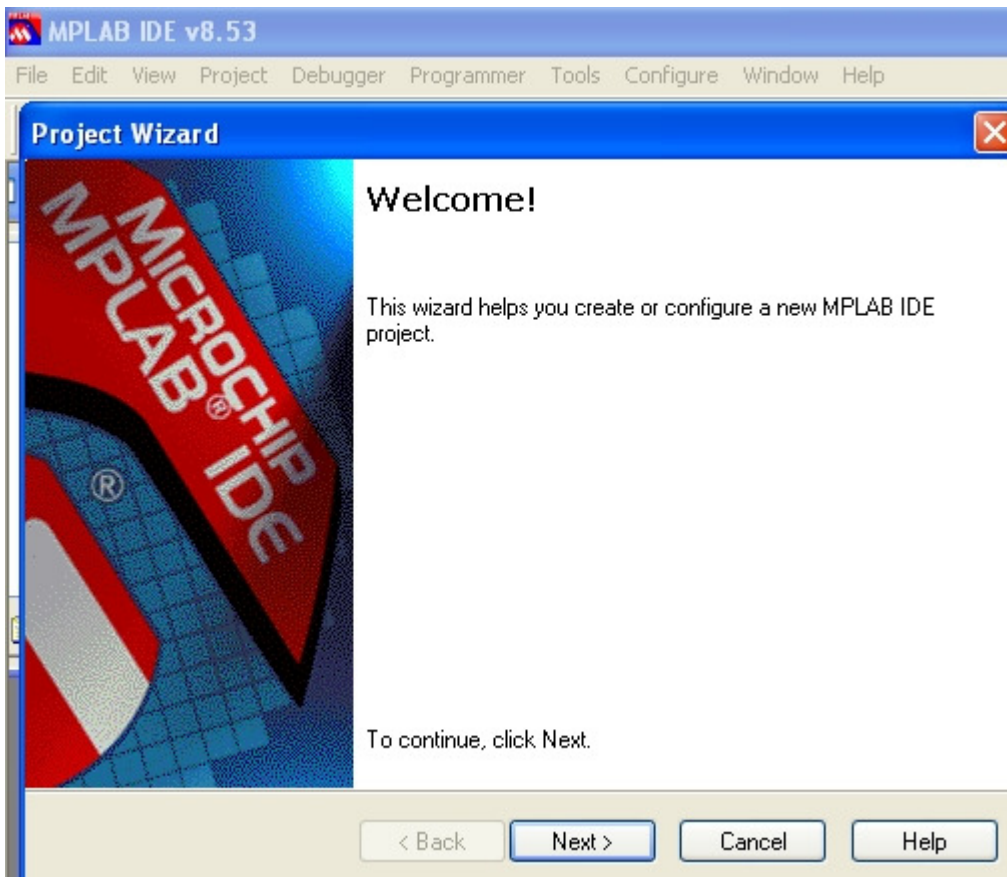 MPLAB IDE v8.53
File Edit View Project Debugger Programmer Tools Configure Window Help
Project Wizard
MICROCHIP
MPLAB® IDE
®
Welcome!
This wizard helps you create or configure a new MPLAB IDE
project.
To continue, click Next.
< Back Next > Cancel Help